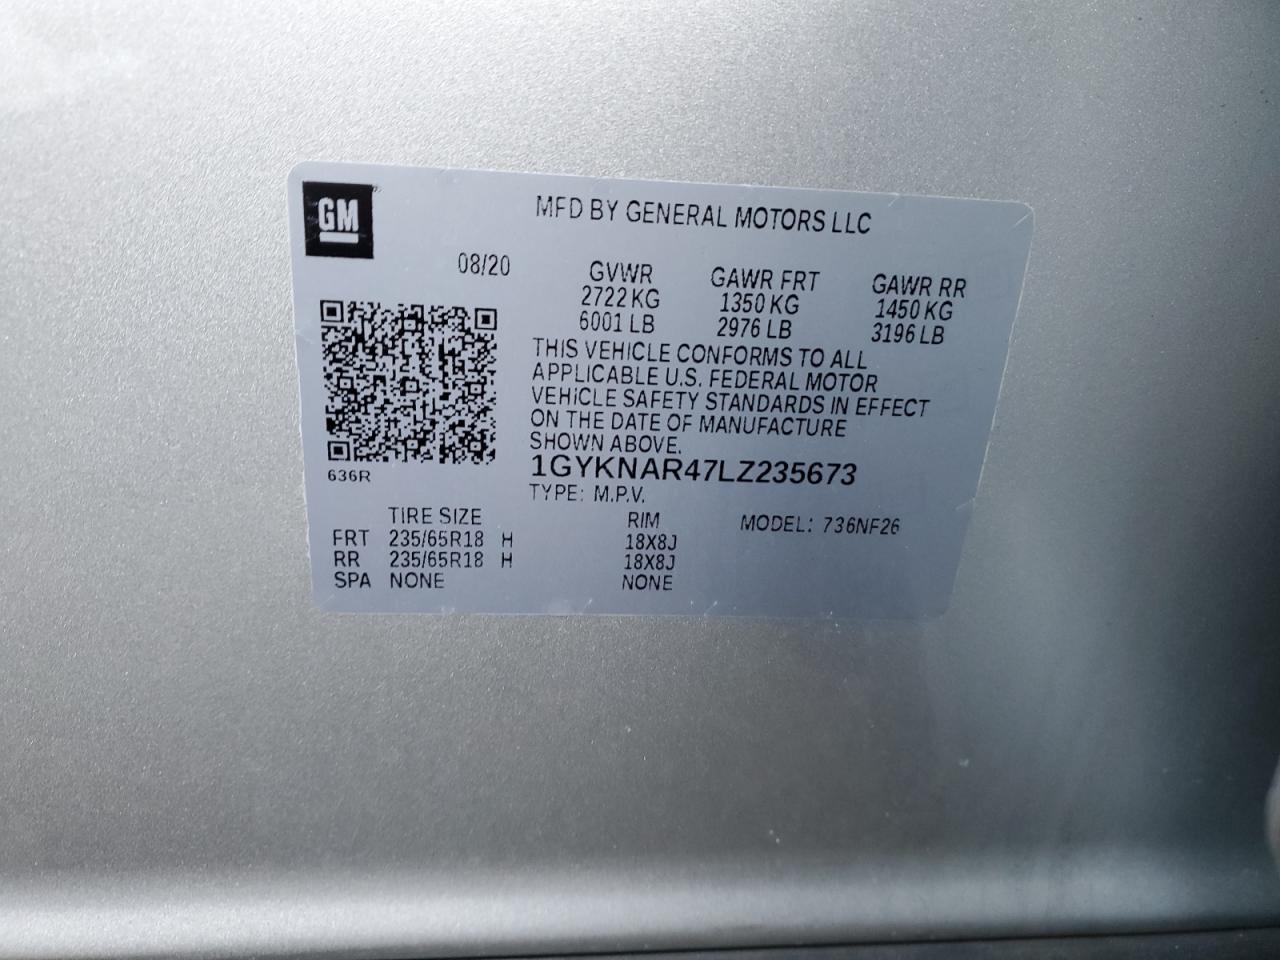 GM
MFD BY GENERAL MOTORS LLC
08/20
GVWR GAWR FRT GAWR RR
2722 KG 1350 KG 1450 KG
6001 LB 2976 LB 3196 LB
THIS VEHICLE CONFORMS TO ALL
APPLICABLE U.S. FEDERAL MOTOR
VEHICLE SAFETY STANDARDS IN EFFECT
ON THE DATE OF MANUFACTURE
SHOWN ABOVE.
1GYKNAR47LZ235673
636R
TYPE: M.P.V.
TIRE SIZE RIM MODEL: 736NF26
FRT 235/65R18 H 18X8J
RR 235/65R18 H 18X8J
SPA NONE NONE